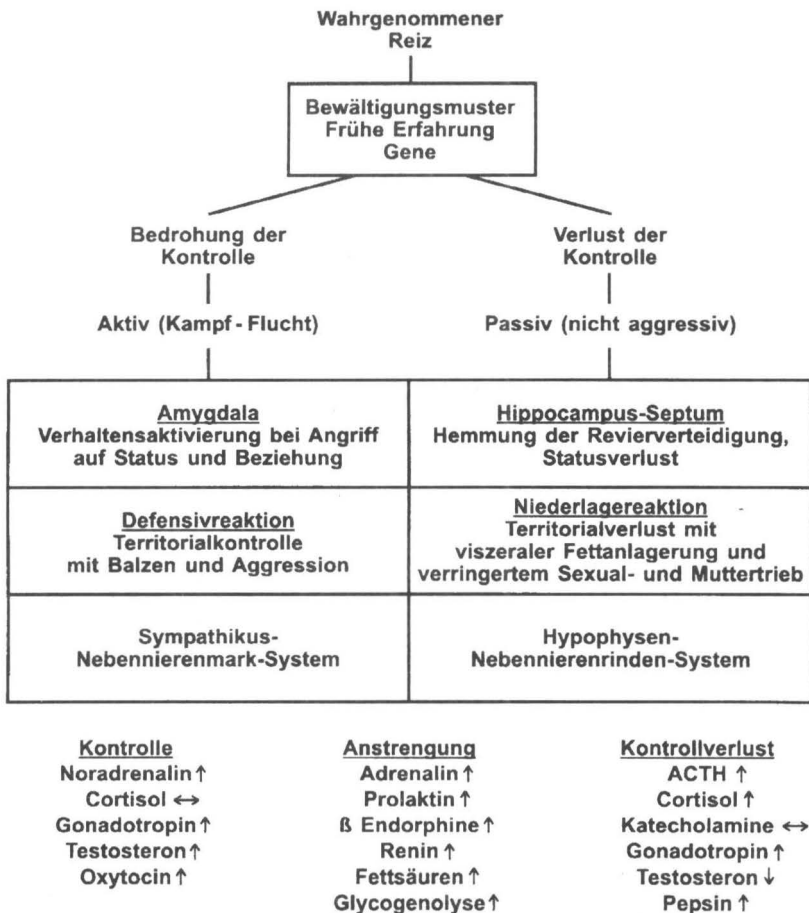 Wahrgenommener
Reiz
Bewältigungsmuster
Frühe Erfahrung
Gene
Bedrohung der
Kontrolle
Verlust der
Kontrolle
Aktiv (Kampf - Flucht)
Passiv (nicht aggressiv)
Amygdala
Verhaltensaktivierung bei Angriff
auf Status und Beziehung
Hippocampus-Septum
Hemmung der Revierverteidigung,
Statusverlust
Defensivreaktion
Territorialkontrolle
mit Balzen und Aggression
Niederlagereaktion
Territorialverlust mit
viszeraler Fettanlagerung und
verringertem Sexual- und Muttertrieb
Sympathikus-
Nebennierenmark-System
Hypophysen-
Nebennierenrinden-System
Kontrolle
Noradrenalin ↑
Cortisol ↔
Gonadotropin ↑
Testosteron ↑
Oxytocin ↑
Anstrengung
Adrenalin ↑
Prolaktin ↑
ß Endorphine ↑
Renin ↑
Fettsäuren ↑
Glycogenolyse ↑
Kontrollverlust
ACTH ↑
Cortisol ↑
Katecholamine ↔
Gonadotropin ↑
Testosteron ↓
Pepsin ↑